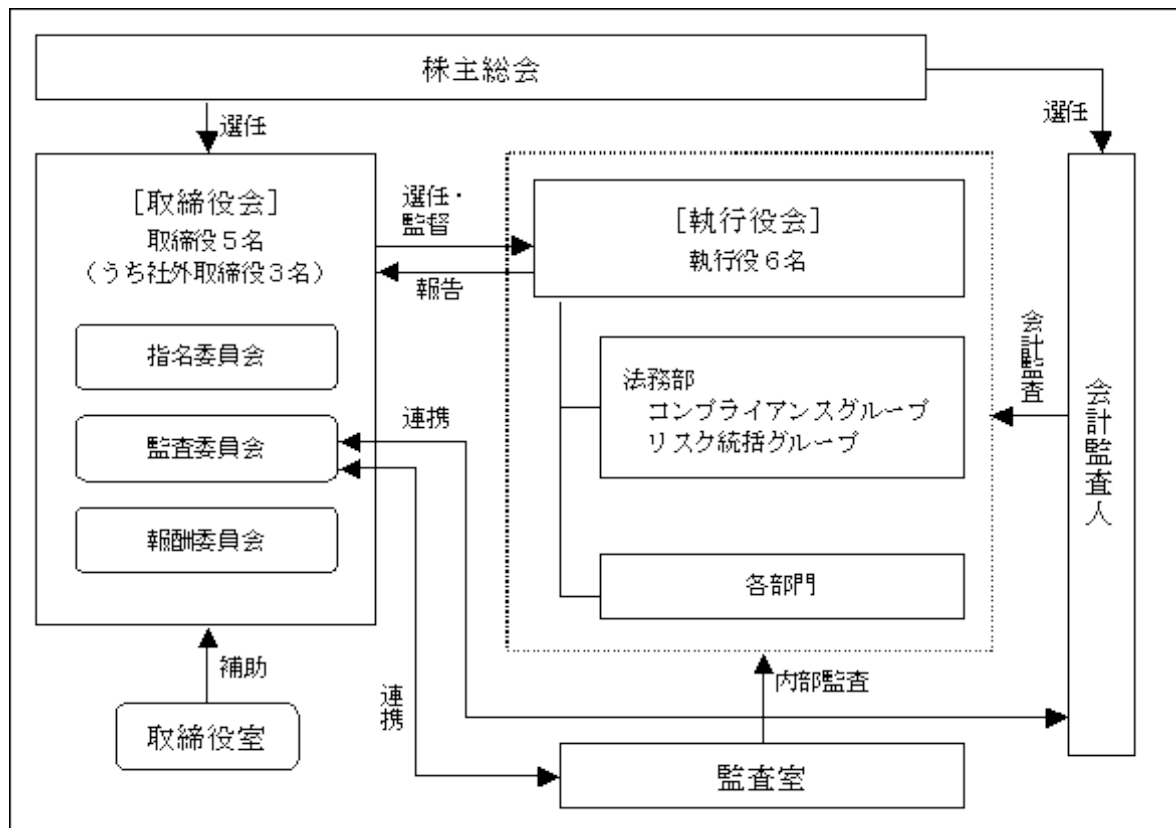 株主総会
選任
選任
[取締役会]
取締役5名
(うち社外取締役3名)
選任・
監督
報告
[執行役会]
執行役6名
指名委員会
監査委員会
報酬委員会
連携
法務部
コンプライアンスグループ
リスク統括グループ
各部門
会計監査
会計監査人
補助
取締役室
連携
内部監査
監査室